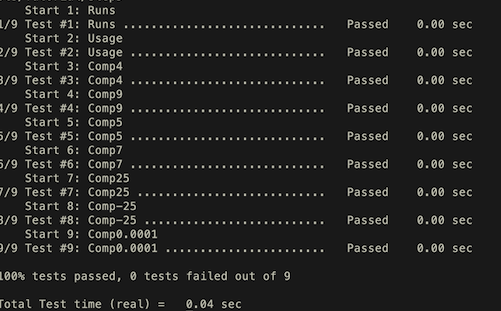 Start 1: Runs
1/9 Test #1: Runs ............................. Passed 0.00 sec
Start 2: Usage
2/9 Test #2: Usage ............................ Passed 0.00 sec
Start 3: Comp4
3/9 Test #3: Comp4 ............................ Passed 0.00 sec
Start 4: Comp9
4/9 Test #4: Comp9 ............................ Passed 0.00 sec
Start 5: Comp5
5/9 Test #5: Comp5 ............................ Passed 0.00 sec
Start 6: Comp7
6/9 Test #6: Comp7 ............................ Passed 0.00 sec
Start 7: Comp25
7/9 Test #7: Comp25 ........................... Passed 0.00 sec
Start 8: Comp-25
8/9 Test #8: Comp-25 .......................... Passed 0.00 sec
Start 9: Comp0.0001
9/9 Test #9: Comp0.0001 ....................... Passed 0.00 sec
100% tests passed, 0 tests failed out of 9
Total Test time (real) = 0.04 sec